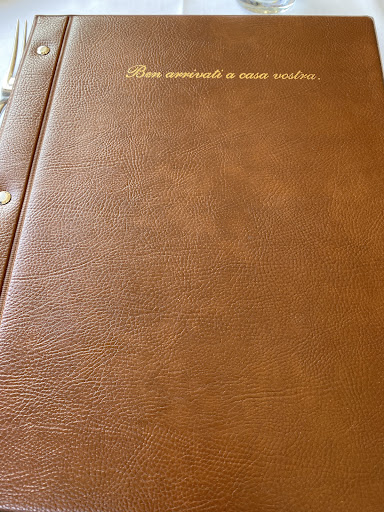 Ben arrivati a casa vostra.